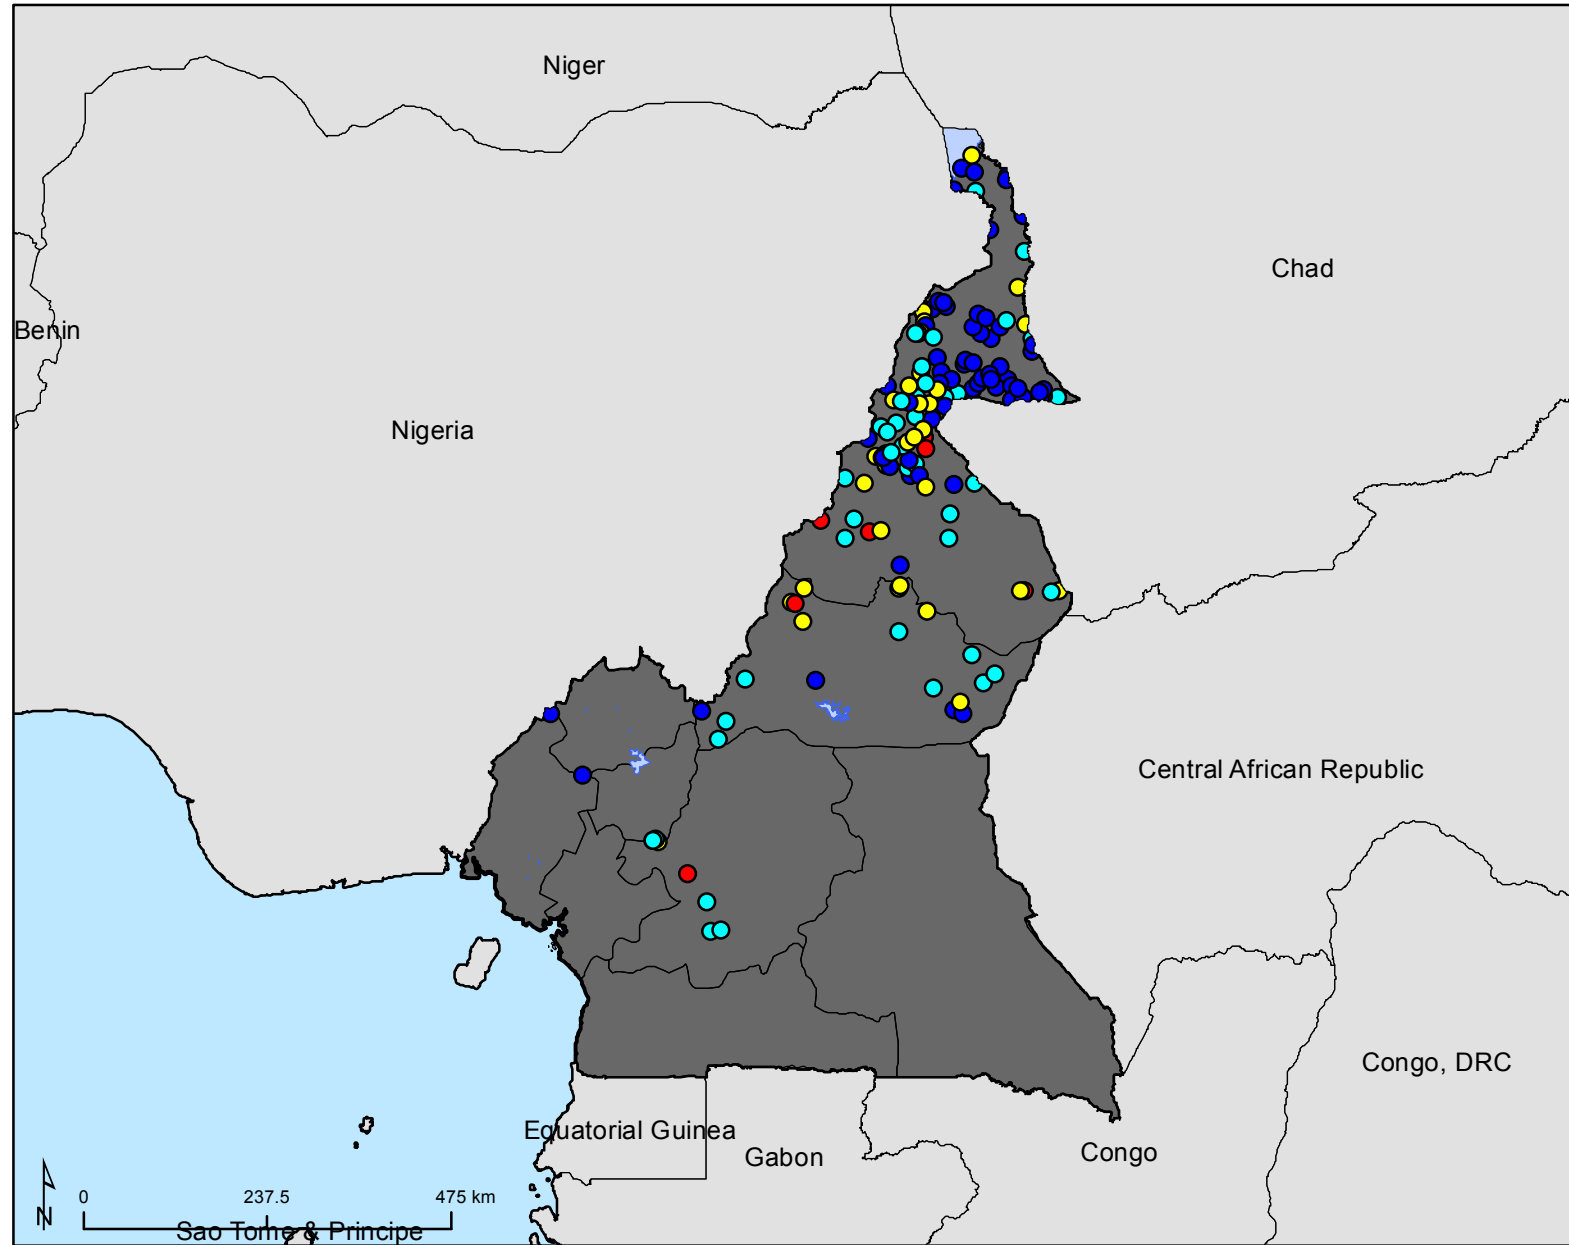 Niger
Chad
Benin
Nigeria
Central African Republic
Congo, DRC
Equatorial Guinea
Gabon
Congo
0 237.5 475 km
N
Sao Tome & Principe